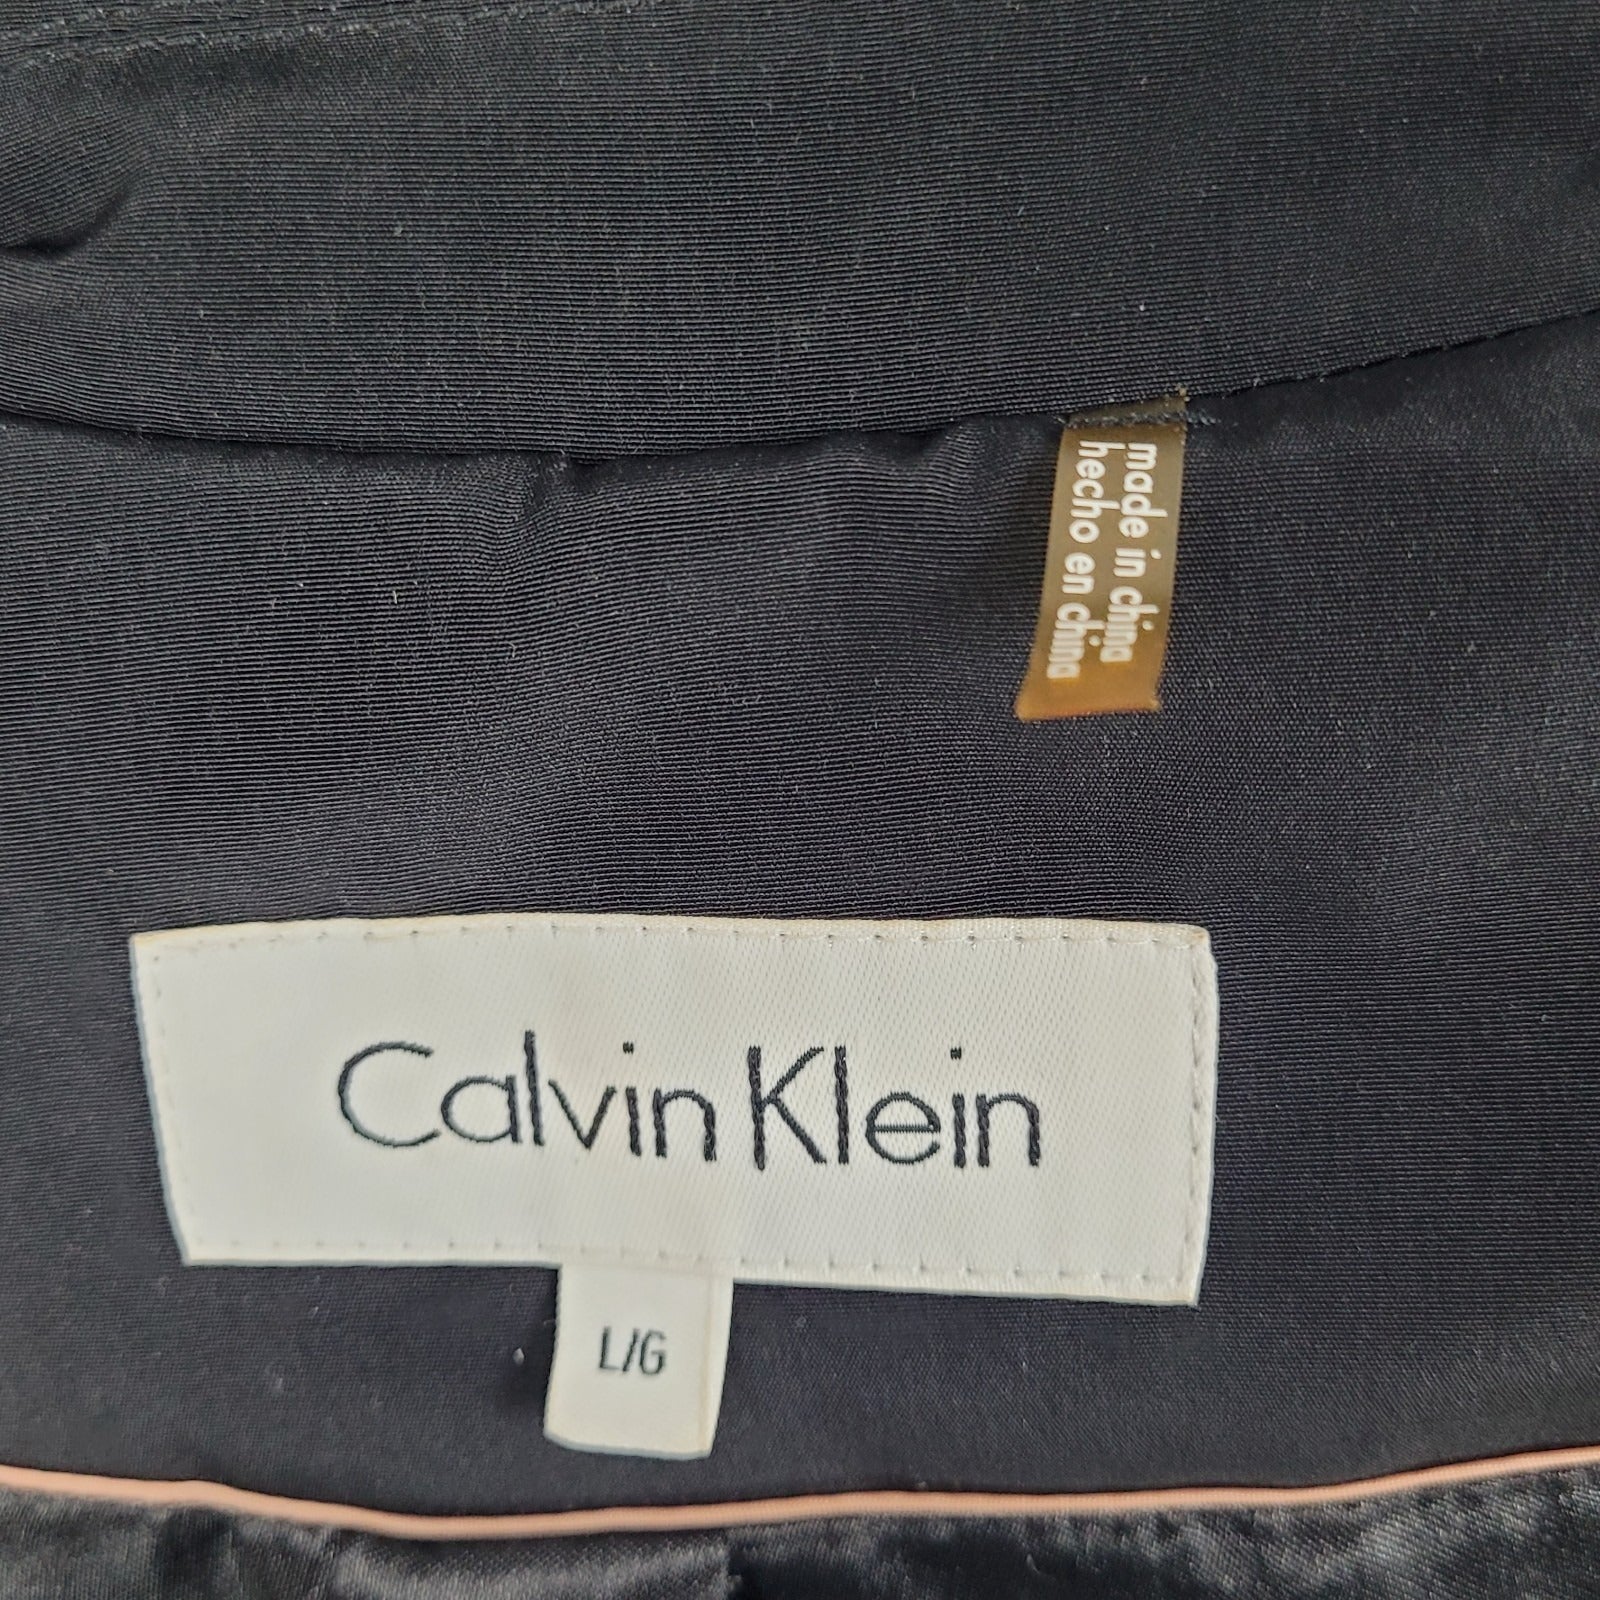 made in china
hecho en china
Calvin Klein
L/G